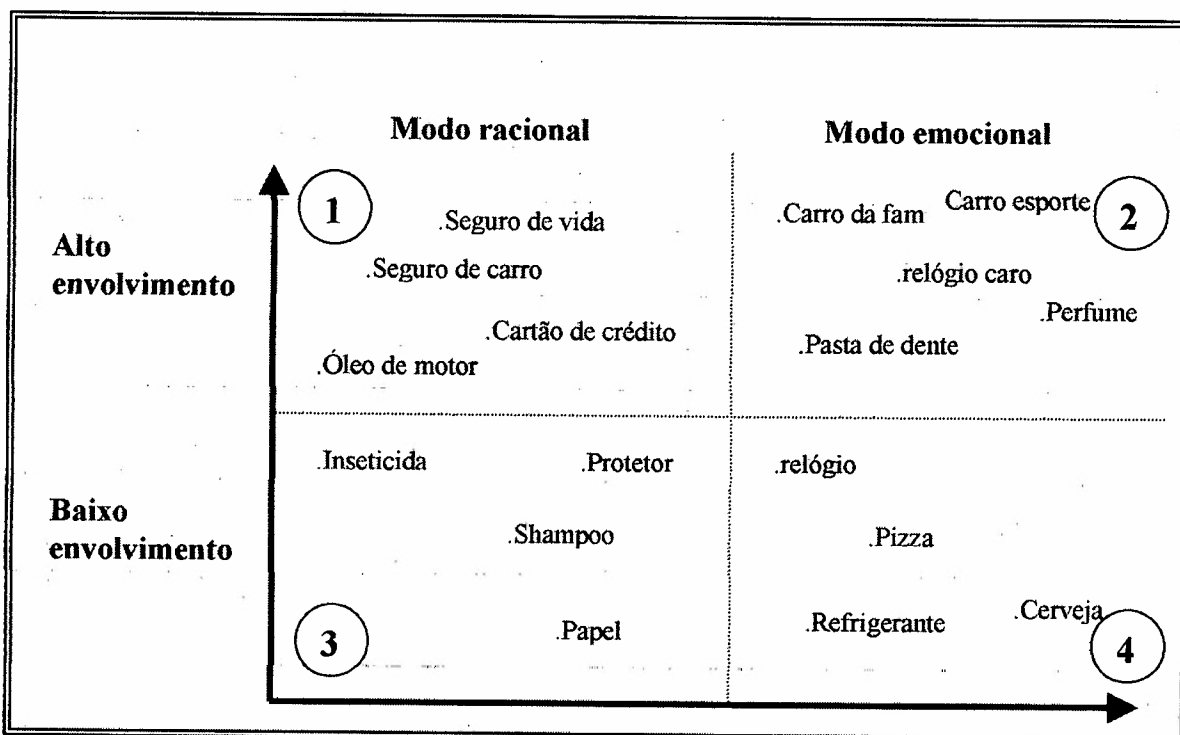 Modo racional
Modo emocional
Alto
envolvimento
1
.Seguro de vida
.Seguro de carro
.Cartão de crédito
.Óleo de motor
.Carro da fam
Carro esporte
2
.relógio caro
.Perfume
.Pasta de dente
Baixo
envolvimento
.Inseticida
.Protetor
.Shampoo
3
.Papel
.relógio
.Pizza
.Refrigerante
.Cerveja
4